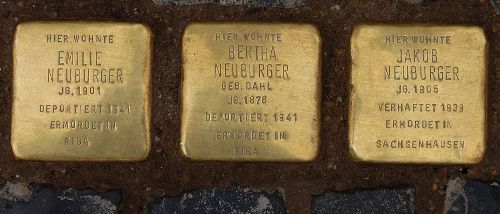 HIER WOHNTE
EMILIE
NEUBURGER
JG. 1901
DEPORTIERT 1941
ERMORDET IN
RIGA
HIER WOHNTE
BERTHA
NEUBURGER
GEB. DAHL
JG. 1876
DEPORTIERT 1941
ERMORDET IN
RIGA
HIER WOHNTE
JAKOB
NEUBURGER
JG. 1905
VERHAFTET 1939
ERMORDET IN
SACHSENHAUSEN